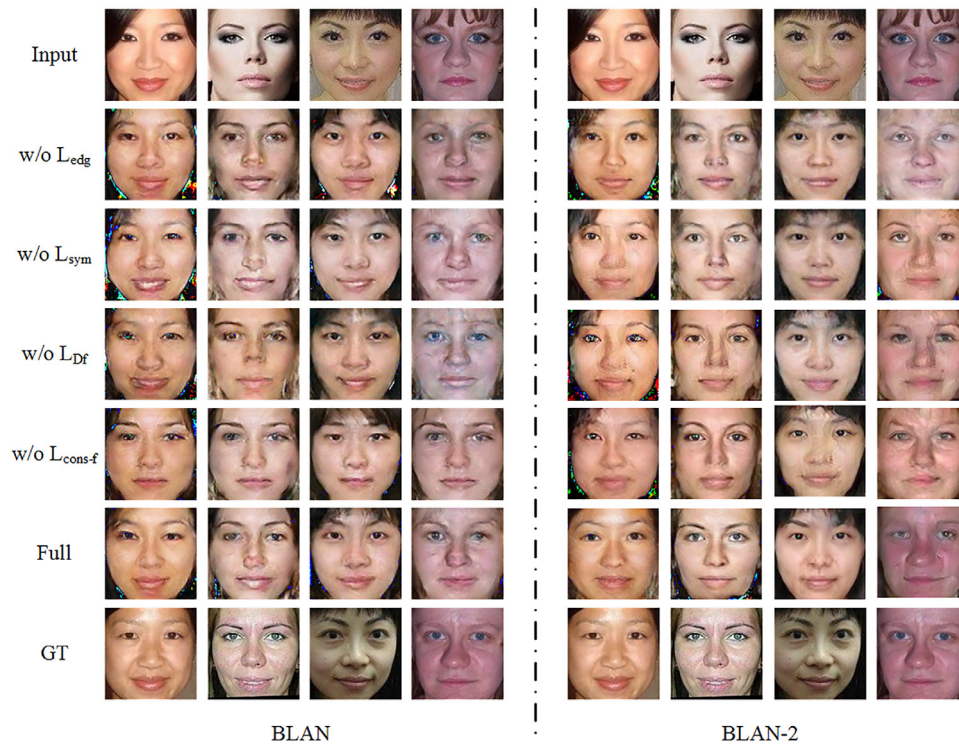 Input
w/o L_edg
w/o L_sym
w/o L_Df
w/o L_cons-f
Full
GT
BLAN
BLAN-2